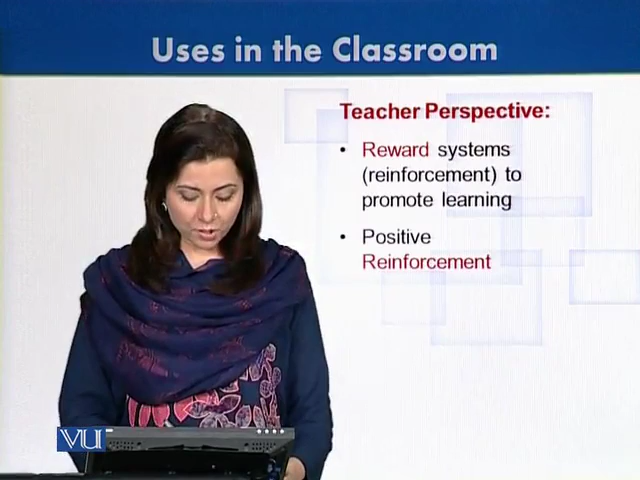 Uses in the Classroom
Teacher Perspective:
• Reward systems
(reinforcement) to
promote learning
• Positive
Reinforcement
VU